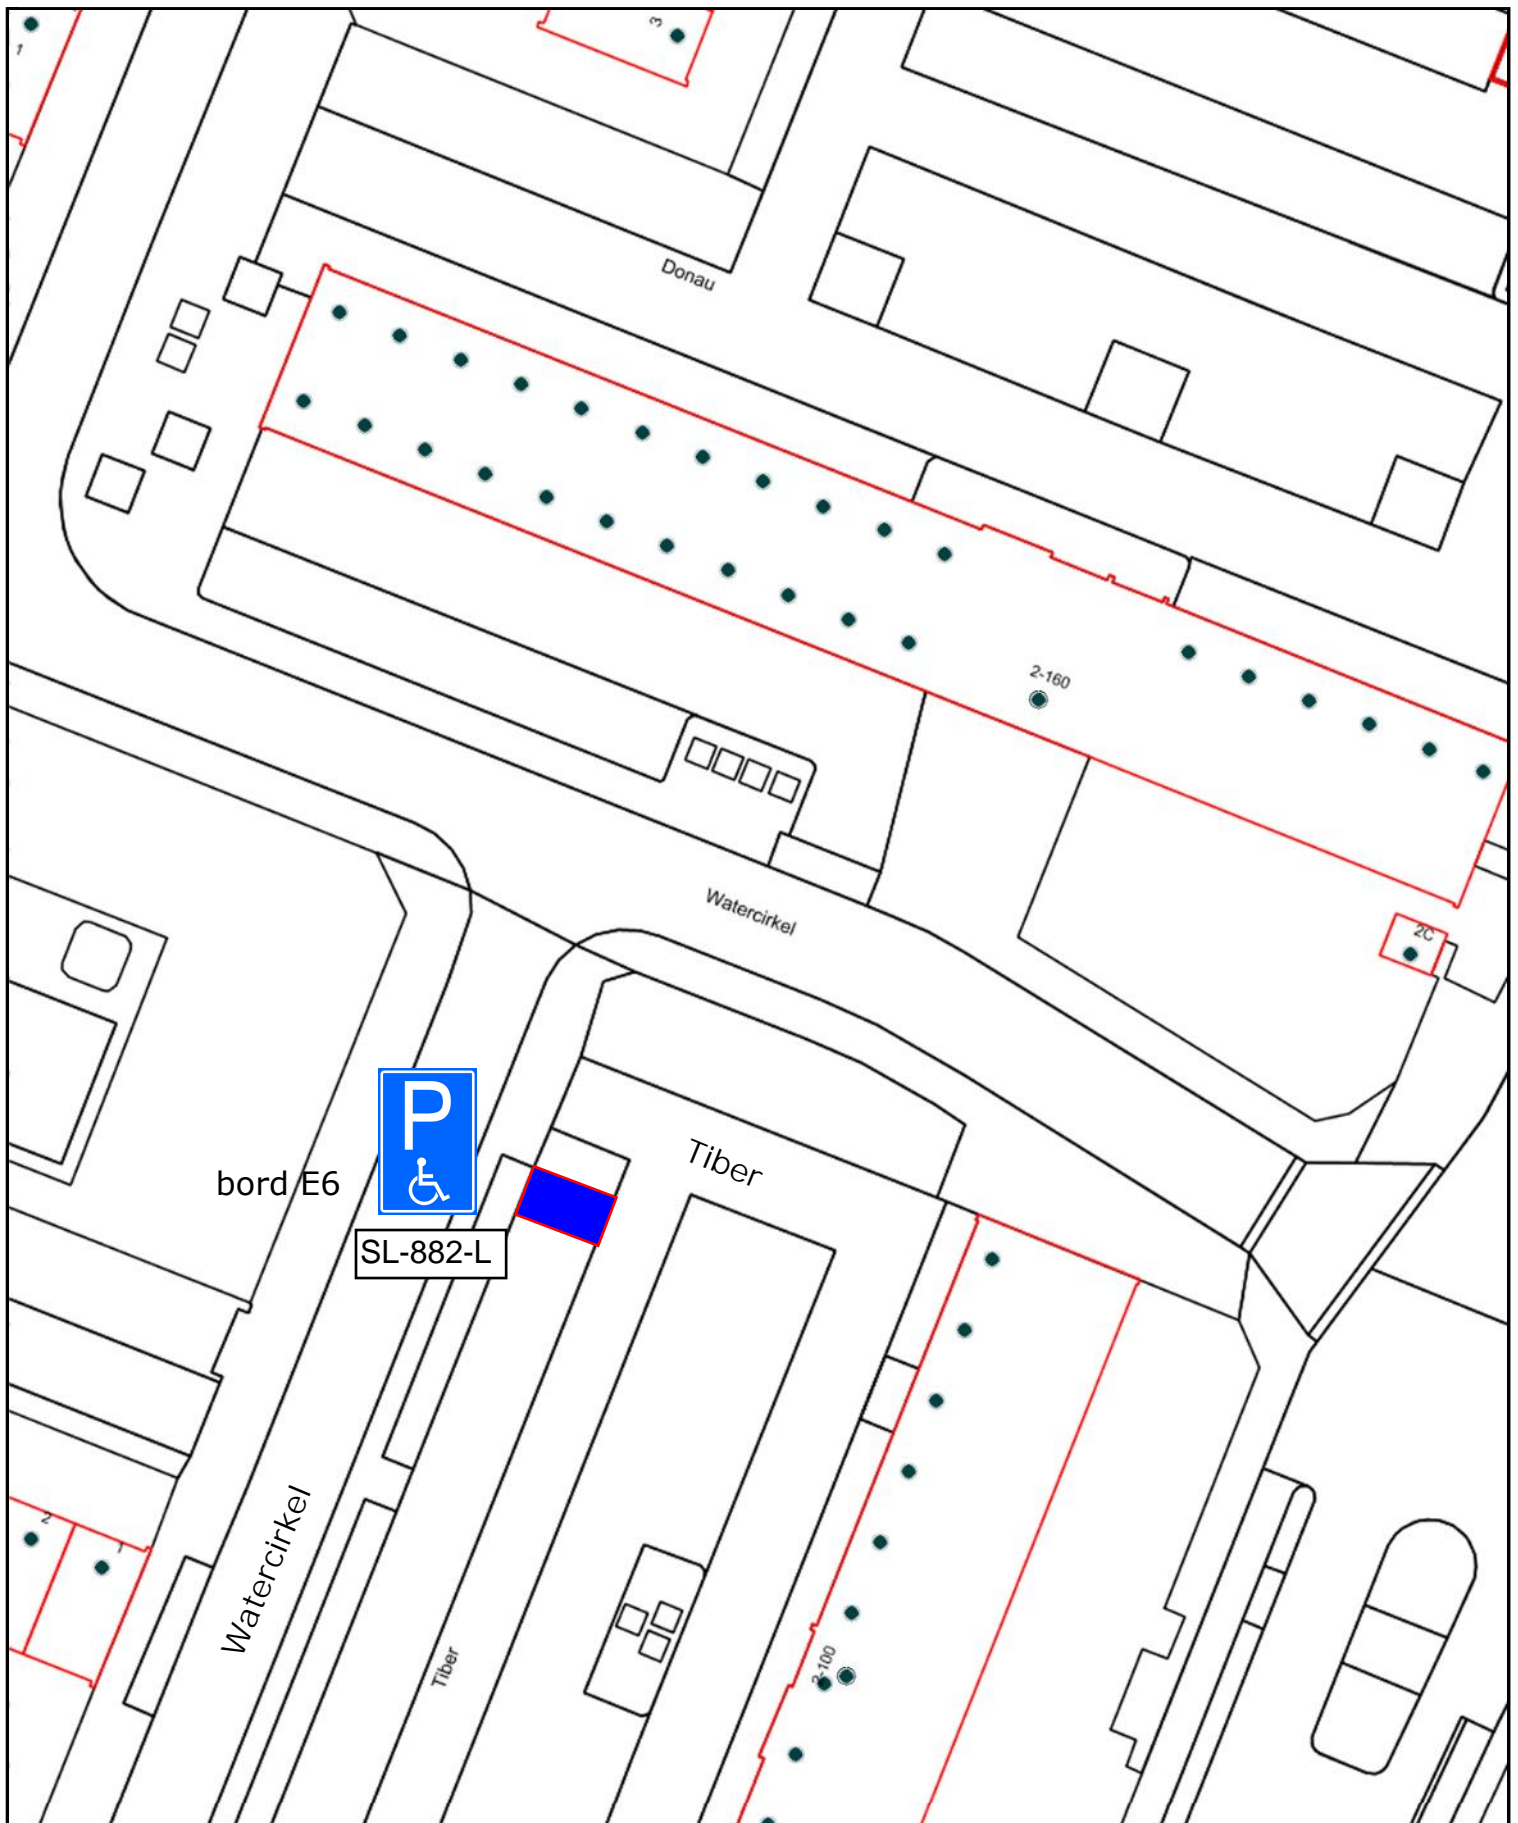 3
1
Donau
2-160
Watercirkel
2C
P
Tiber
bord E6
SL-882-L
Watercirkel
2
1
Tiber
2-100